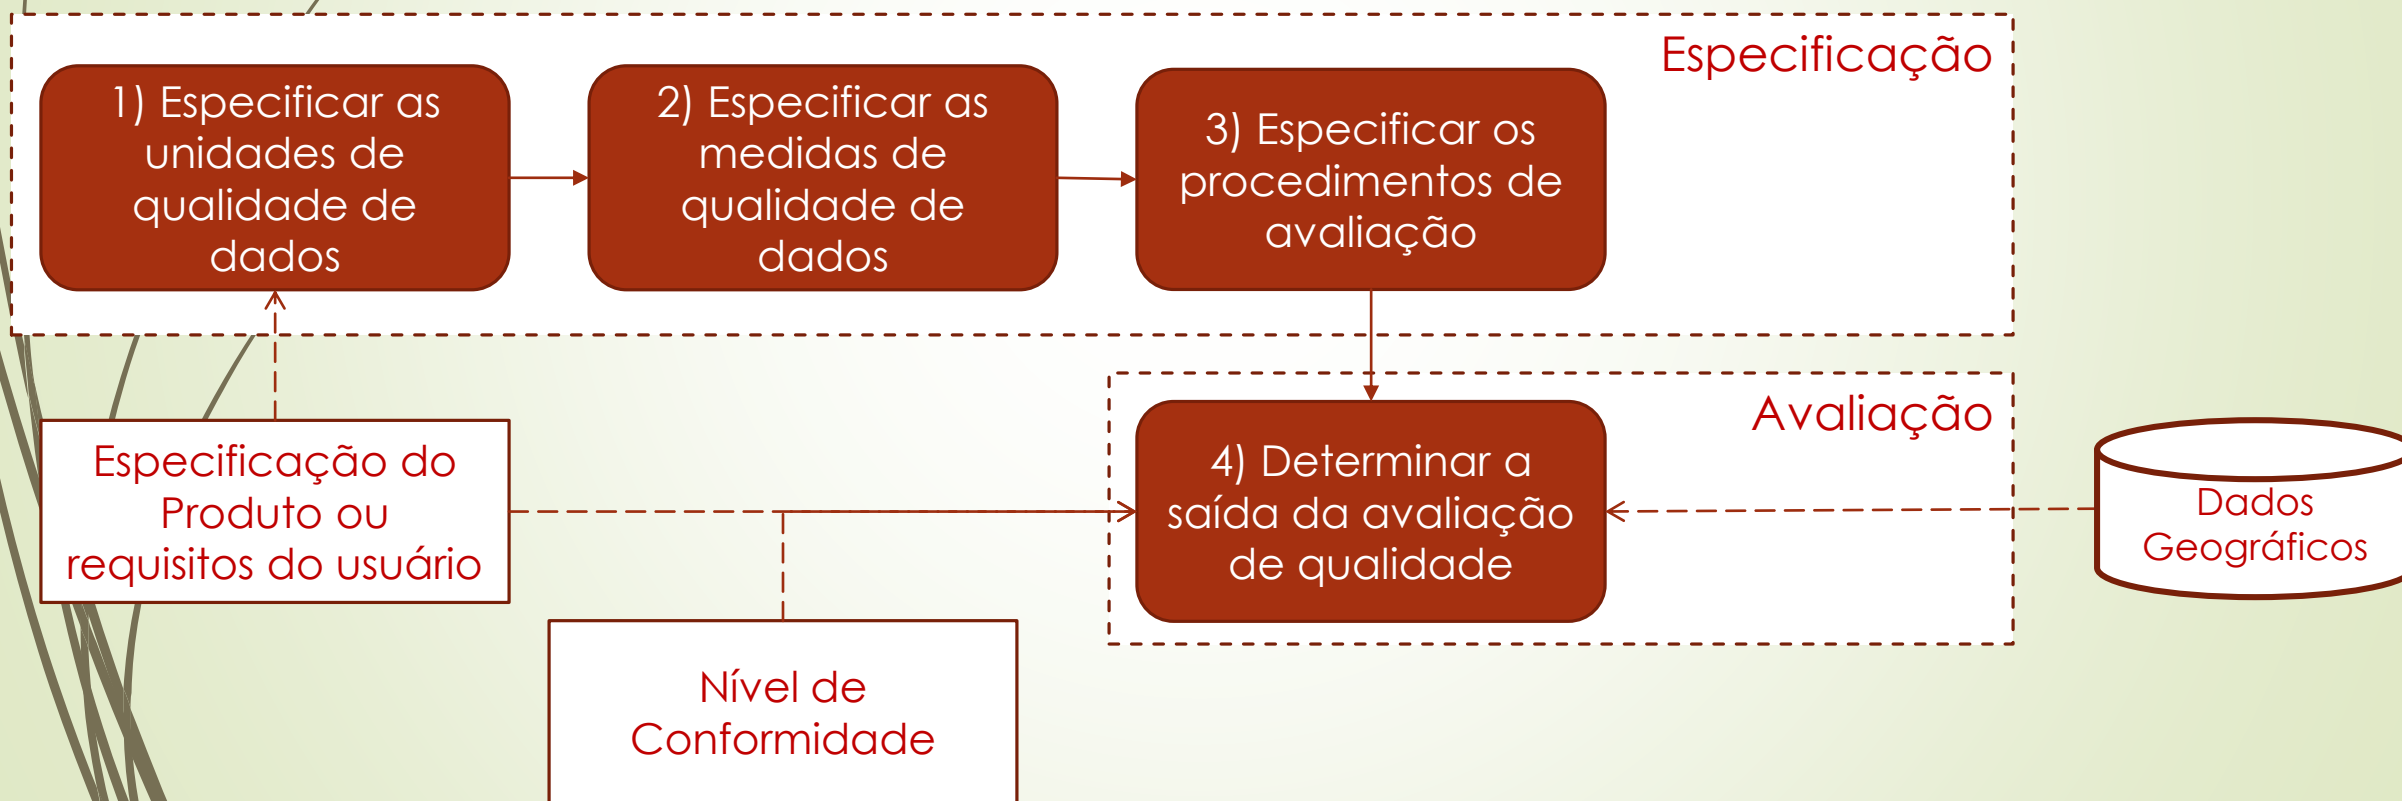 Especificação
1) Especificar as
unidades de
qualidade de
dados
2) Especificar as
medidas de
qualidade de
dados
3) Especificar os
procedimentos de
avaliação
Avaliação
Especificação do
Produto ou
requisitos do usuário
4) Determinar a
saída da avaliação
de qualidade
Dados
Geográficos
Nível de
Conformidade